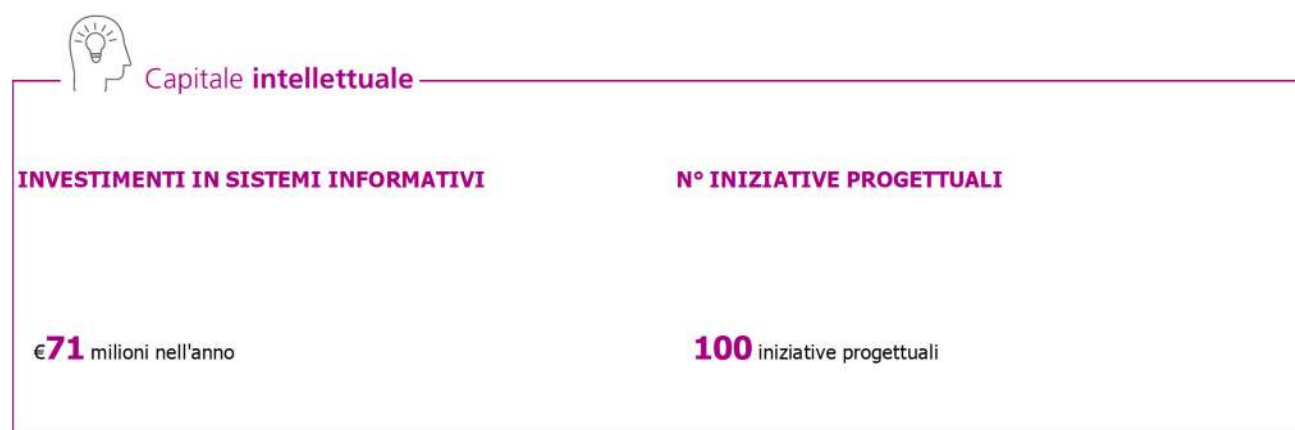 Capitale intellettuale
INVESTIMENTI IN SISTEMI INFORMATIVI
N° INIZIATIVE PROGETTUALI
€71 milioni nell'anno
100 iniziative progettuali